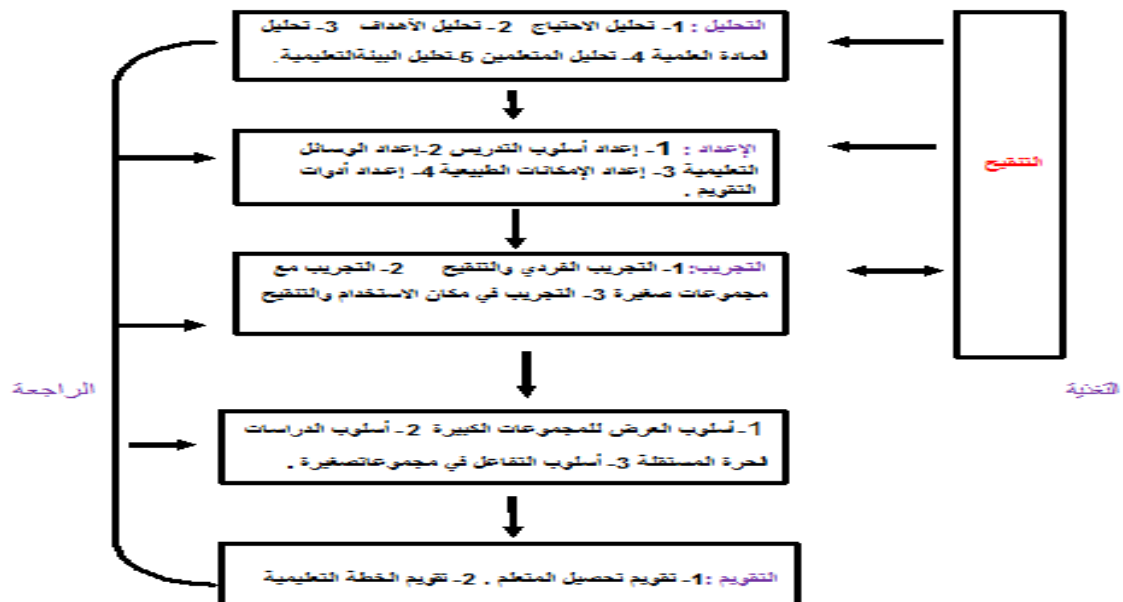 التحليل : 1- تحليل الاحتياج 2- تحليل الأهداف 3- تحليل
لمادة العلمية 4- تحليل المتعلمين 5-تحليل البيئةالتعليمية.
الإعداد : 1- إعداد أسلوب التدريس 2-إعداد الوسائل
التعليمية 3- إعداد الإمكانات الطبيعية 4- إعداد أدوات
التقويم .
التنقيح
التجريب:1- التجريب الفردي والتنقيح 2- التجريب مع
مجموعات صغيرة 3- التجريب في مكان الاستخدام والتنقيح
التغذية
الراجعة
1- أسلوب العرض للمجموعات الكبيرة 2- أسلوب الدراسات
لحرة المستقلة 3- أسلوب التفاعل في مجموعاتصغيرة .
التقويم :1- تقويم تحصيل المتعلم . 2- تقويم الخطة التعليمية